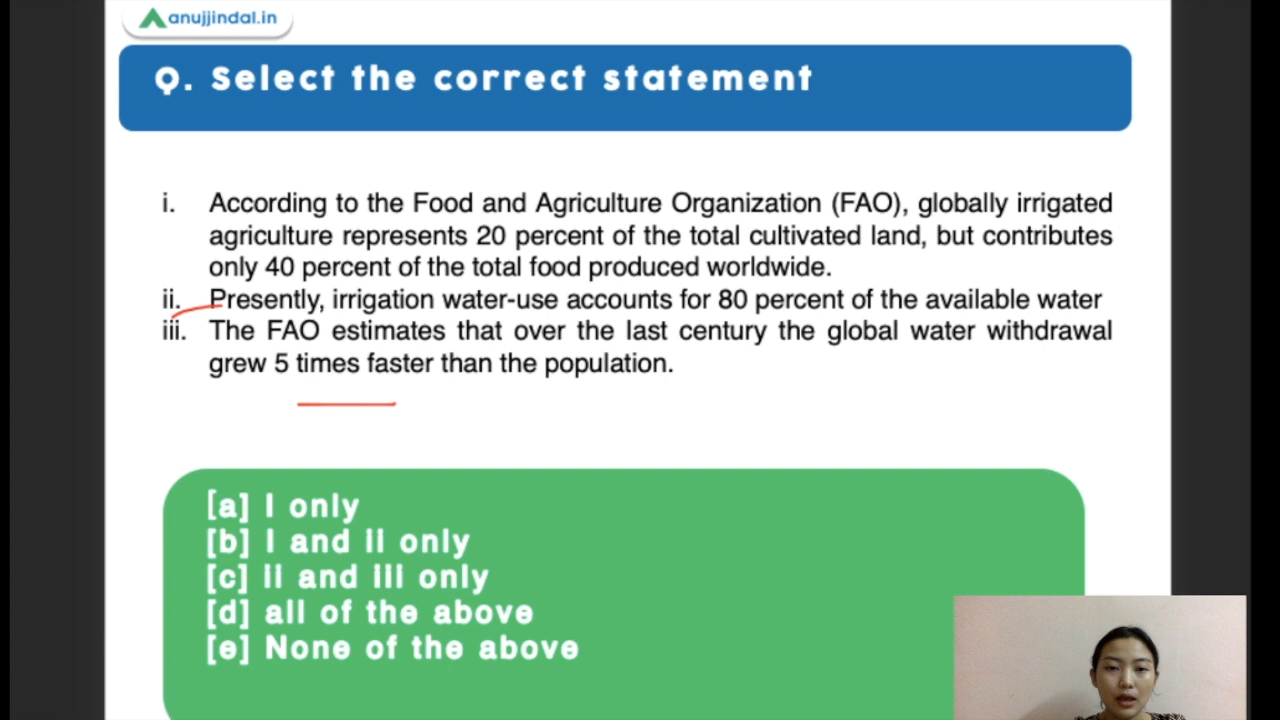 anujjindal.in
Q. Select the correct statement
i. According to the Food and Agriculture Organization (FAO), globally irrigated
agriculture represents 20 percent of the total cultivated land, but contributes
only 40 percent of the total food produced worldwide.
ii. Presently, irrigation water-use accounts for 80 percent of the available water
iii. The FAO estimates that over the last century the global water withdrawal
grew 5 times faster than the population.
[a] I only
[b] I and ii only
[c] ii and iii only
[d] all of the above
[e] None of the above